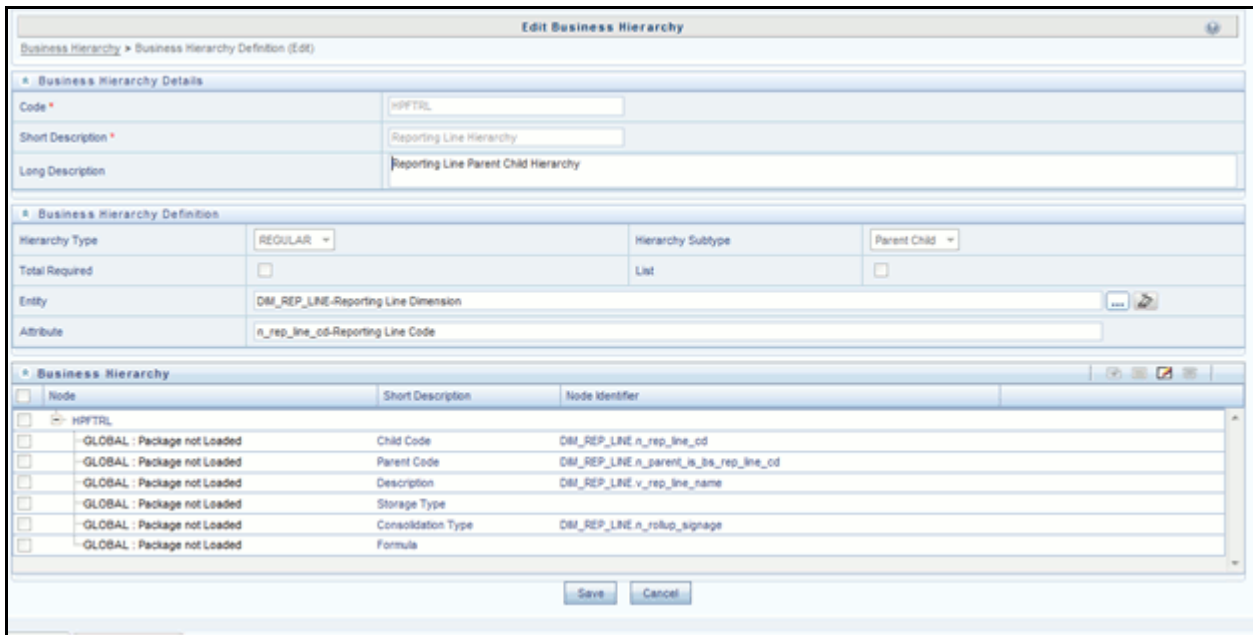 Edit Business Hierarchy
Business Hierarchy > Business Hierarchy Definition (Edit)
Business Hierarchy Details
Code * HPFTRL
Short Description * Reporting Line Hierarchy
Long Description Reporting Line Parent Child Hierarchy
Business Hierarchy Definition
Hierarchy Type REGULAR Hierarchy Subtype Parent Child
Total Required List
Entity DIM_REP_LINE-Reporting Line Dimension ...
Attribute n_rep_line_cd-Reporting Line Code
Business Hierarchy
Node Short Description Node Identifier
HPFTRL
GLOBAL : Package not Loaded Child Code DIM_REP_LINE.n_rep_line_cd
GLOBAL : Package not Loaded Parent Code DIM_REP_LINE.n_parent_is_bs_rep_line_cd
GLOBAL : Package not Loaded Description DIM_REP_LINE.v_rep_line_name
GLOBAL : Package not Loaded Storage Type
GLOBAL : Package not Loaded Consolidation Type DIM_REP_LINE.n_rollup_signage
GLOBAL : Package not Loaded Formula
Save Cancel